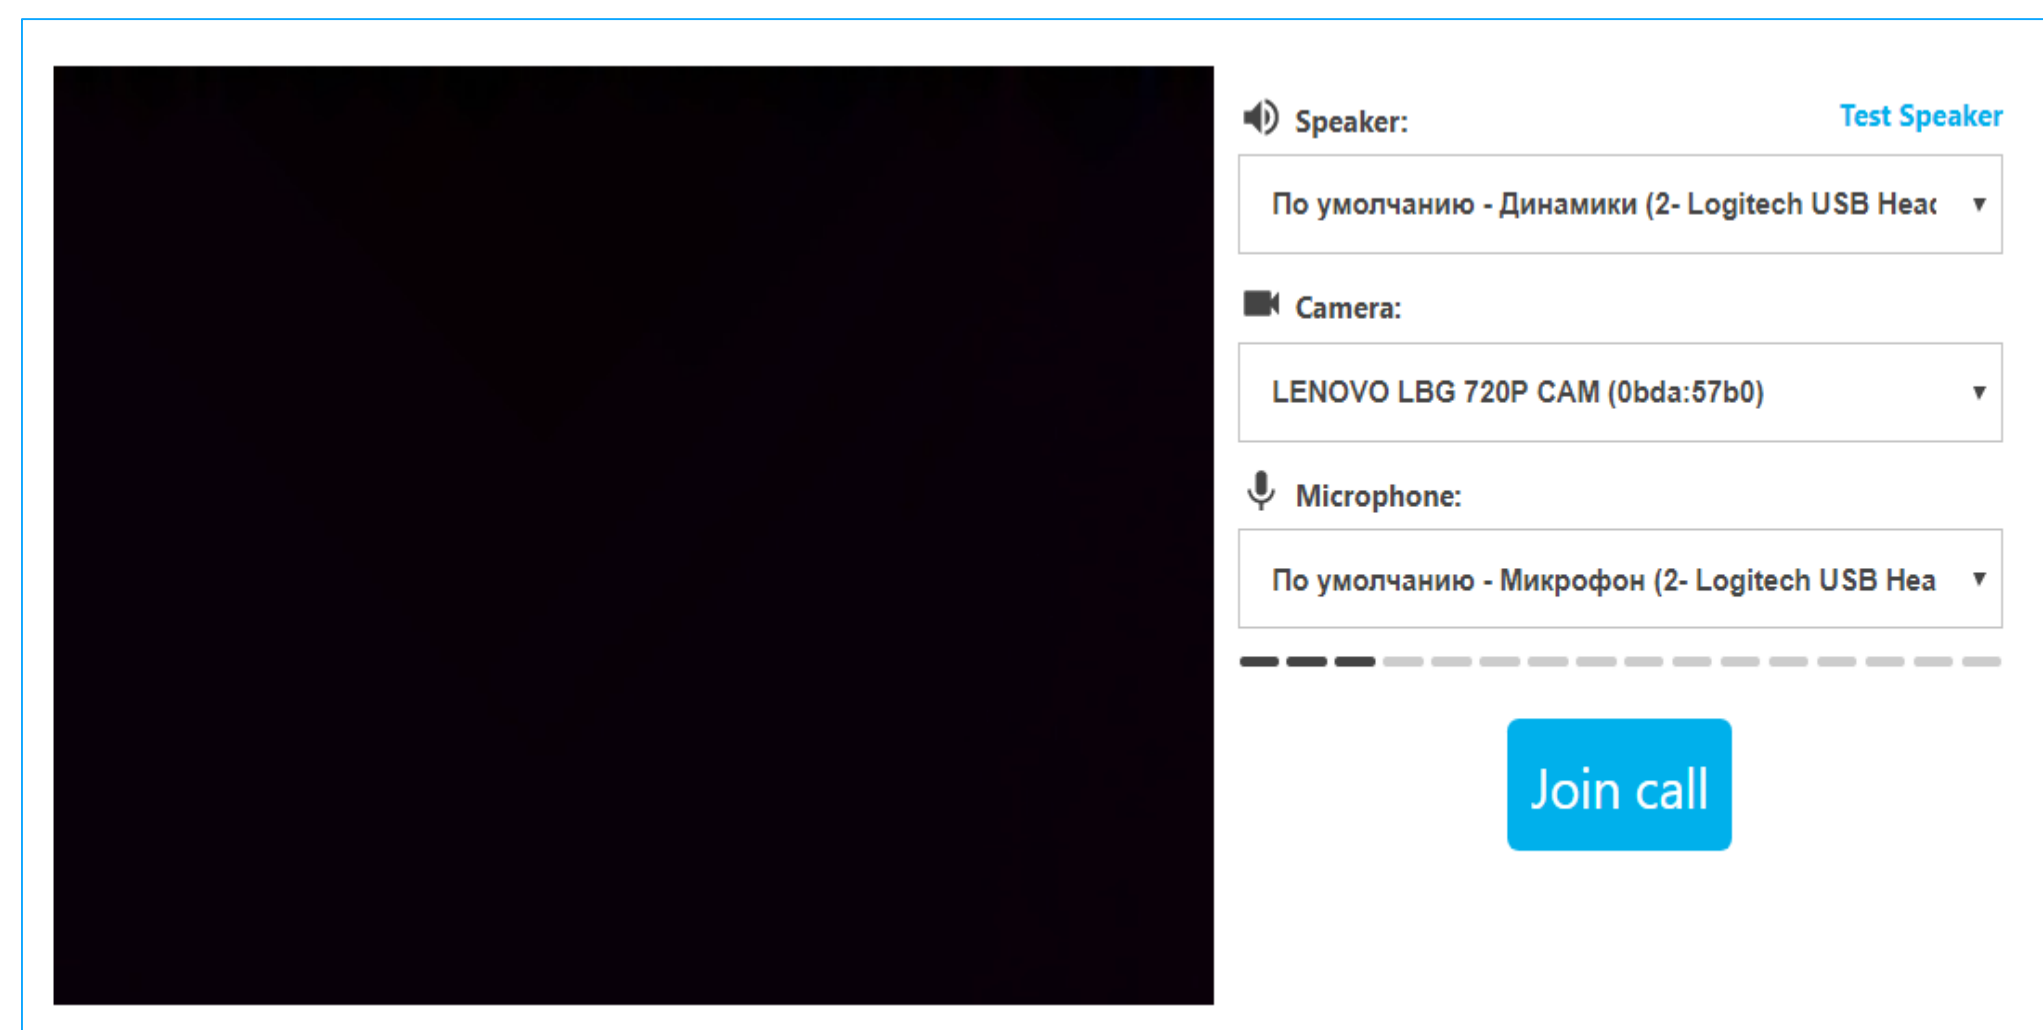 Speaker:
Test Speaker
По умолчанию - Динамики (2- Logitech USB Head
Camera:
LENOVO LBG 720P CAM (0bda:57b0)
Microphone:
По умолчанию - Микрофон (2- Logitech USB Hea
Join call